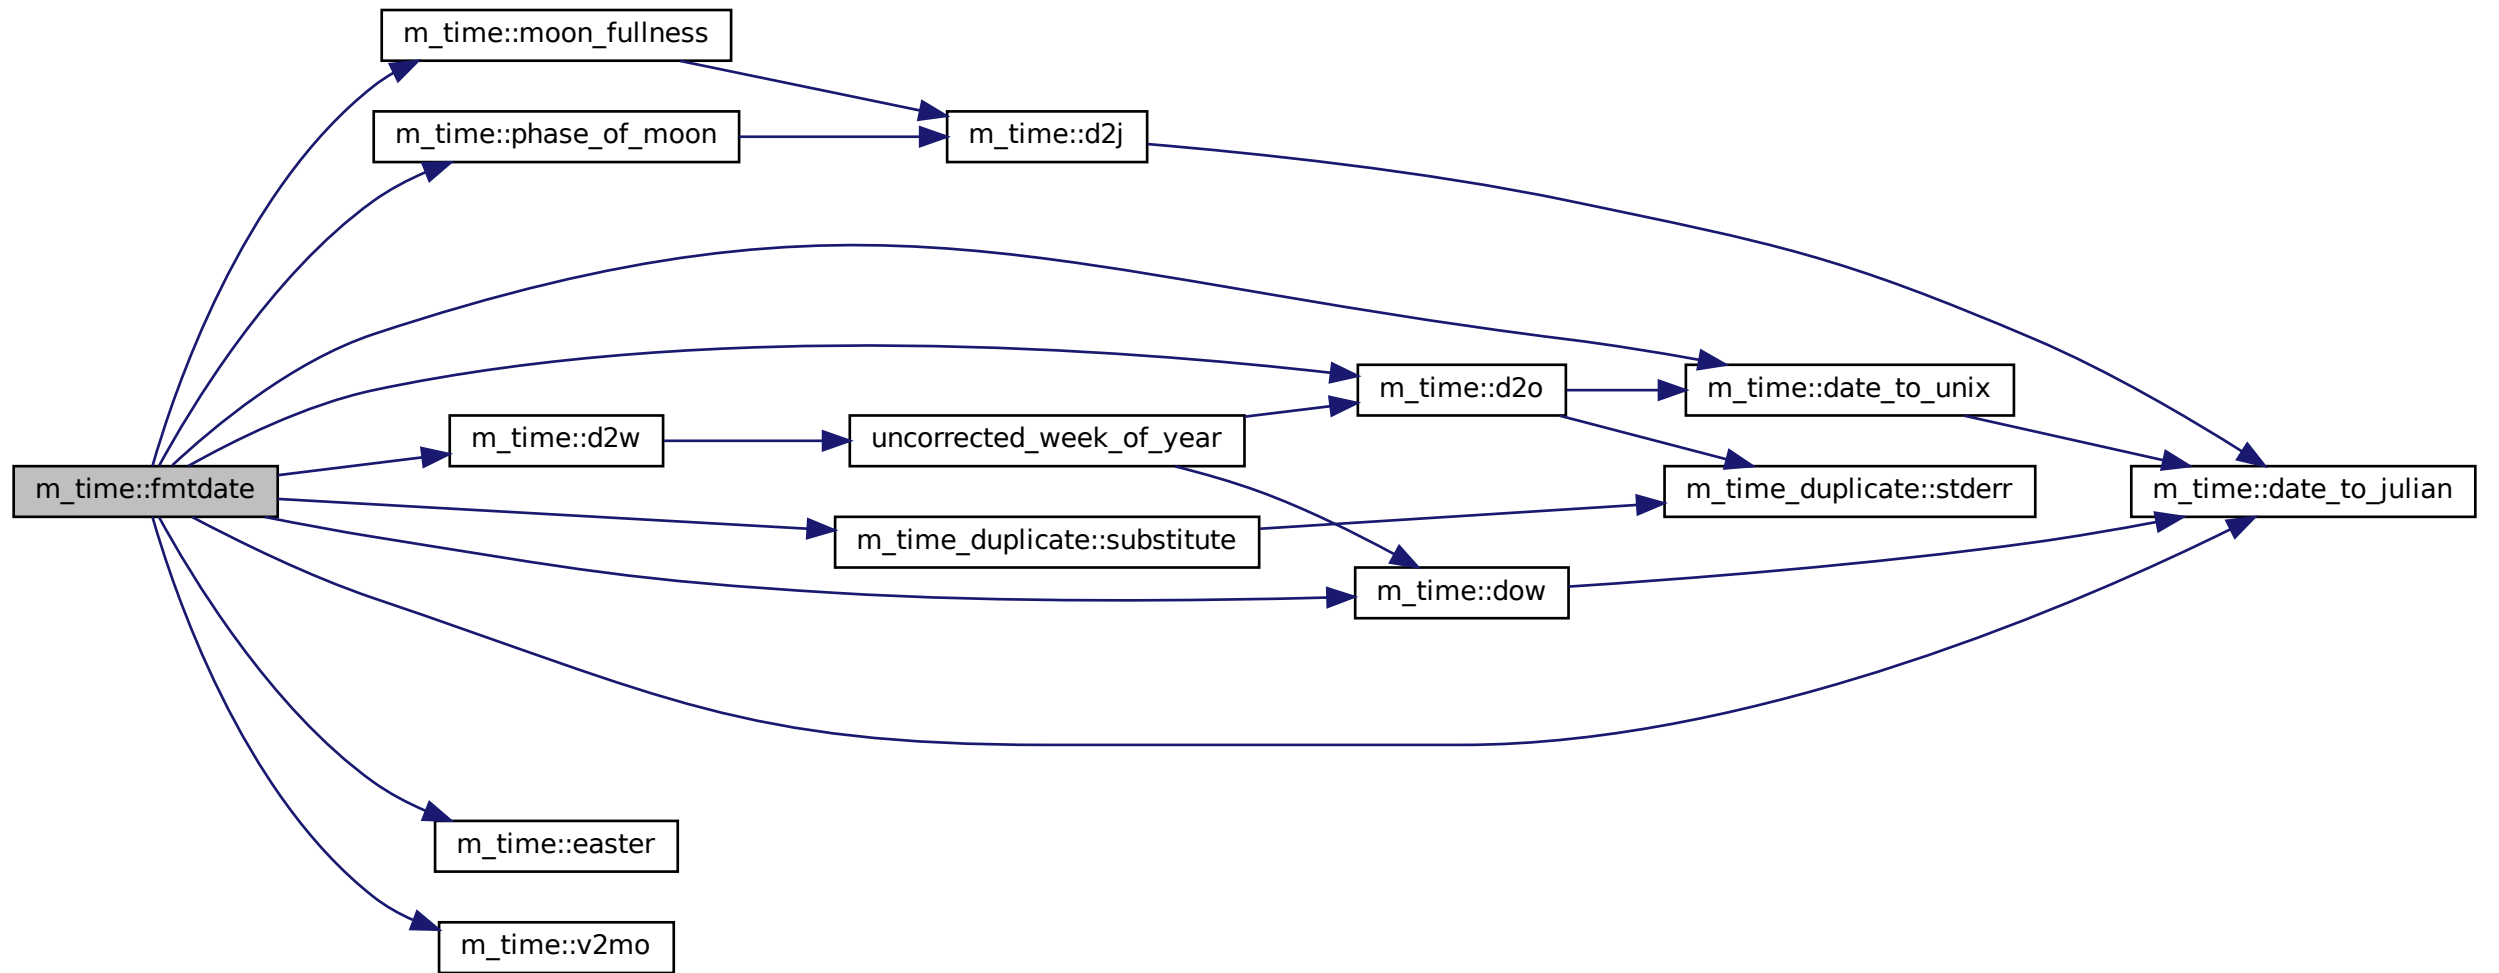 m_time::moon_fullness
m_time::phase_of_moon
m_time::d2j
m_time::d2o
m_time::date_to_unix
m_time::d2w
uncorrected_week_of_year
m_time::fmtdate
m_time_duplicate::stderr
m_time::date_to_julian
m_time_duplicate::substitute
m_time::dow
m_time::easter
m_time::v2mo